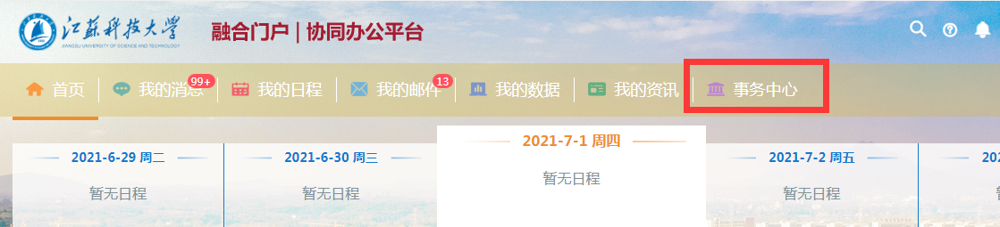 江苏科技大学
JIANGSU UNIVERSITY OF SCIENCE AND TECHNOLOGY
融合门户 | 协同办公平台
首页 我的消息 99+ 我的日程 我的邮件 13 我的数据 我的资讯 事务中心
2021-6-29 周二 2021-6-30 周三 2021-7-1 周四 2021-7-2 周五 202
暂无日程 暂无日程 暂无日程 暂无日程